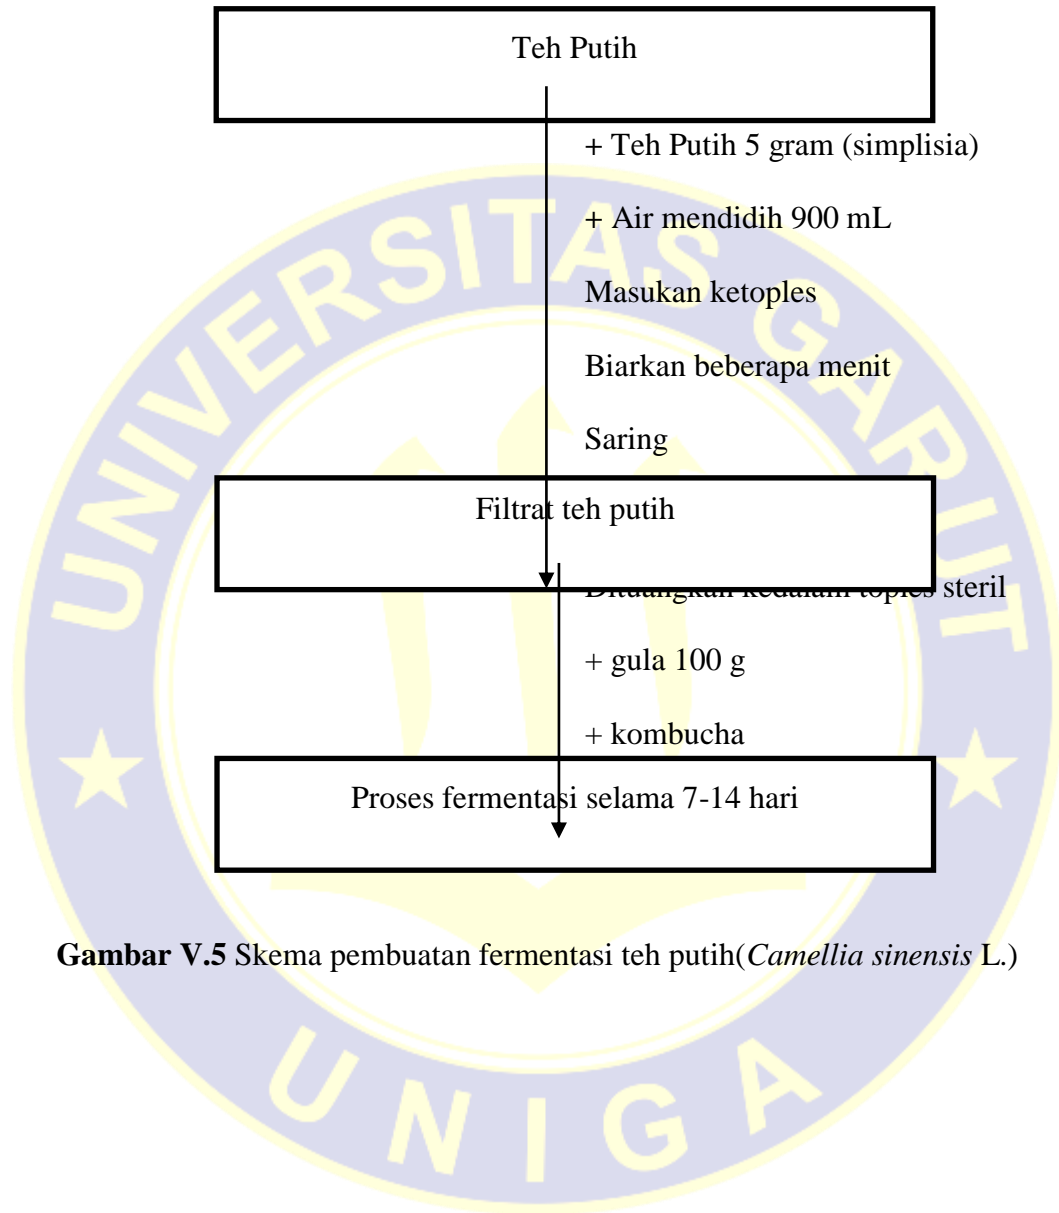 Teh Putih
+ Teh Putih 5 gram (simplisia)
+ Air mendidih 900 mL
Masukan ketoples
Biarkan beberapa menit
Saring
Filtrat teh putih
Dituangkan kedalam toples steril
+ gula 100 g
+ kombucha
Proses fermentasi selama 7-14 hari
Gambar V.5 Skema pembuatan fermentasi teh putih(Camellia sinensis L.)
UNIVERSITAS GARUT
UNIGA